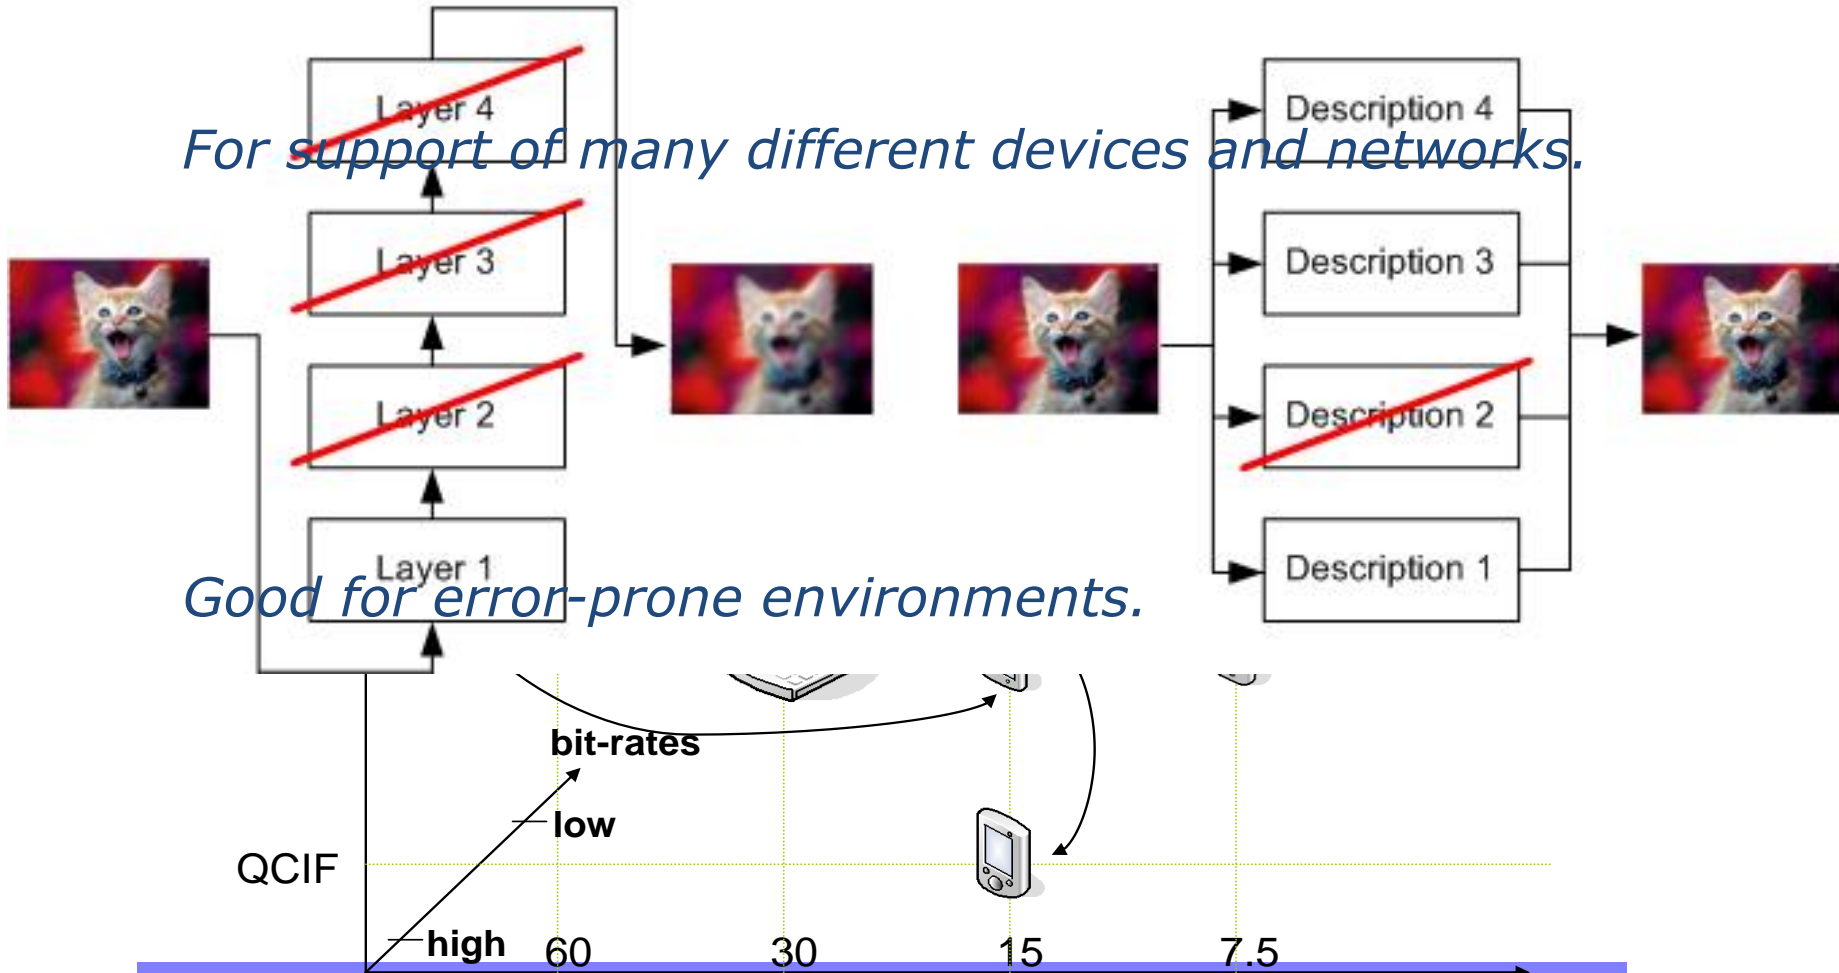 Layer 4
Description 4
For support of many different devices and networks.
Layer 3
Description 3
Layer 2
Description 2
Layer 1
Description 1
Good for error-prone environments.
bit-rates
low
QCIF
high 60 30 15 7.5